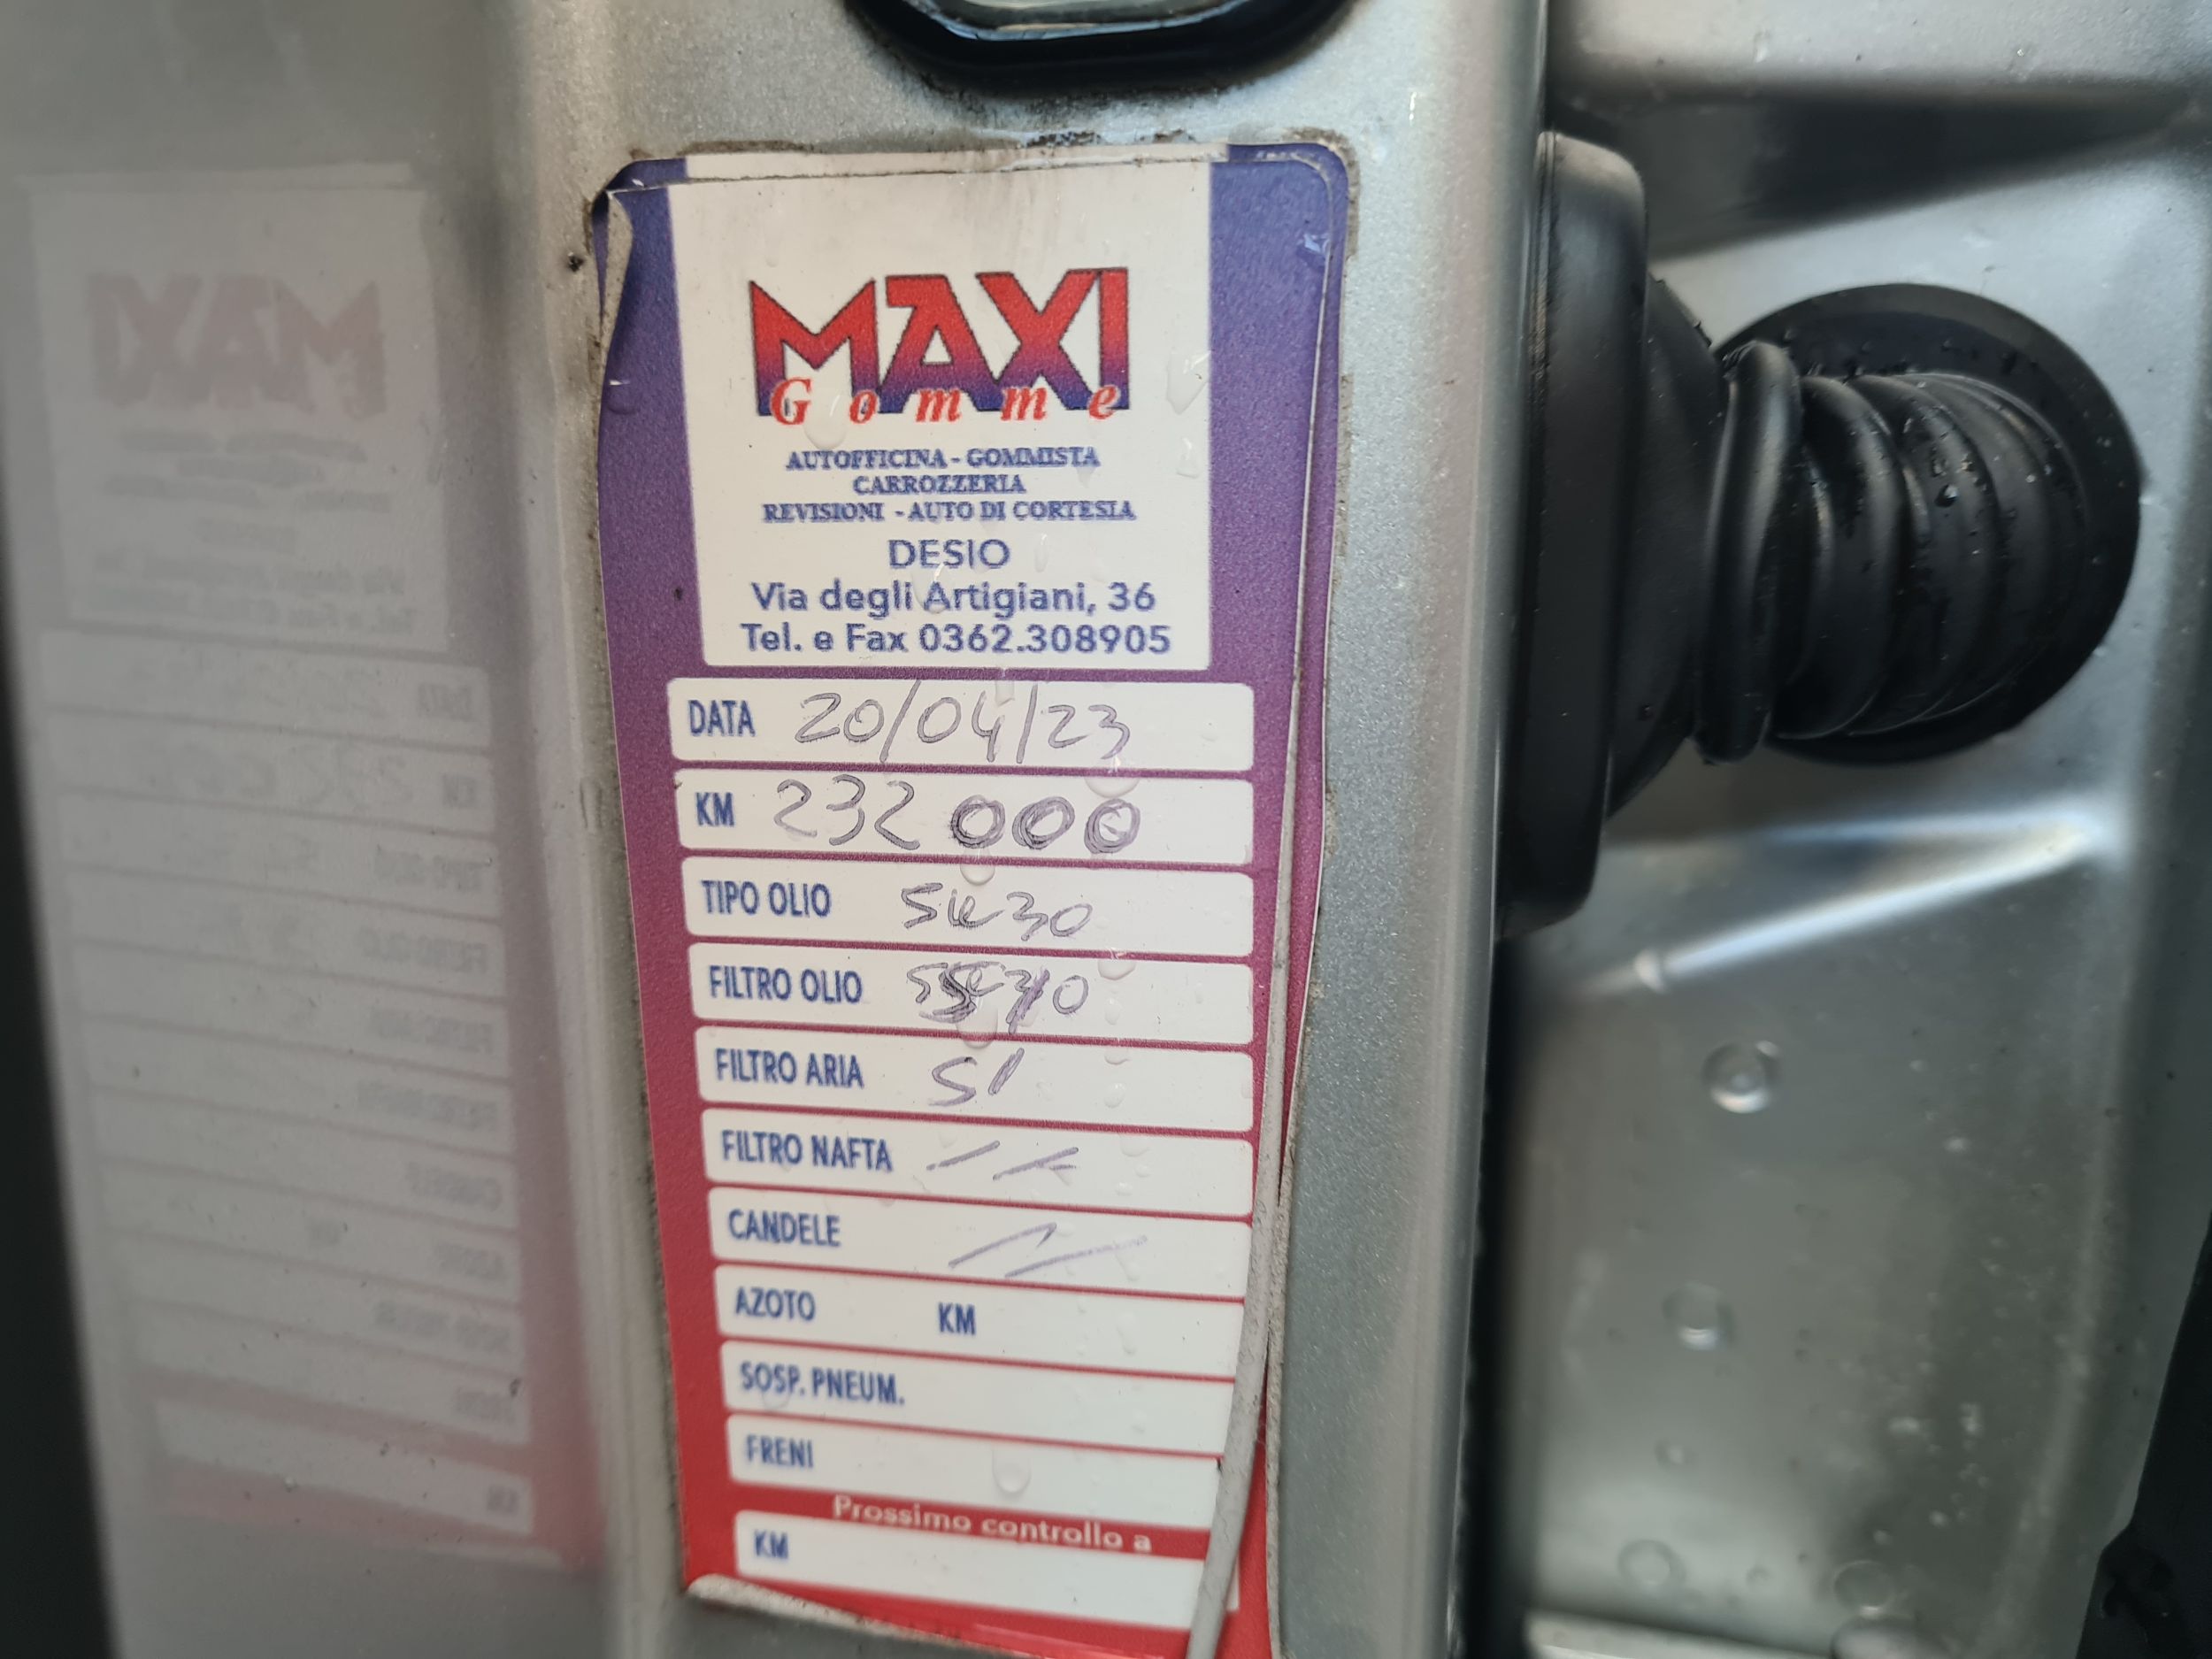 MAXI
Gomme
AUTOFFICINA - GOMMISTA
CARROZZERIA
REVISIONI - AUTO DI CORTESIA
DESIO
Via degli Artigiani, 36
Tel. e Fax 0362.308905
DATA 20/04/23
KM 232000
TIPO OLIO 5W30
FILTRO OLIO
FILTRO ARIA SI
FILTRO NAFTA
CANDELE
AZOTO KM
SOSP. PNEUM.
FRENI
Prossimo controllo a
KM